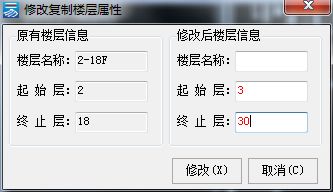 修改复制楼层属性
原有楼层信息
楼层名称：2-18F
起 始 层：2
终 止 层：18
修改后楼层信息
楼层名称：
起 始 层：3
终 止 层：30
修改(X)
取消(C)